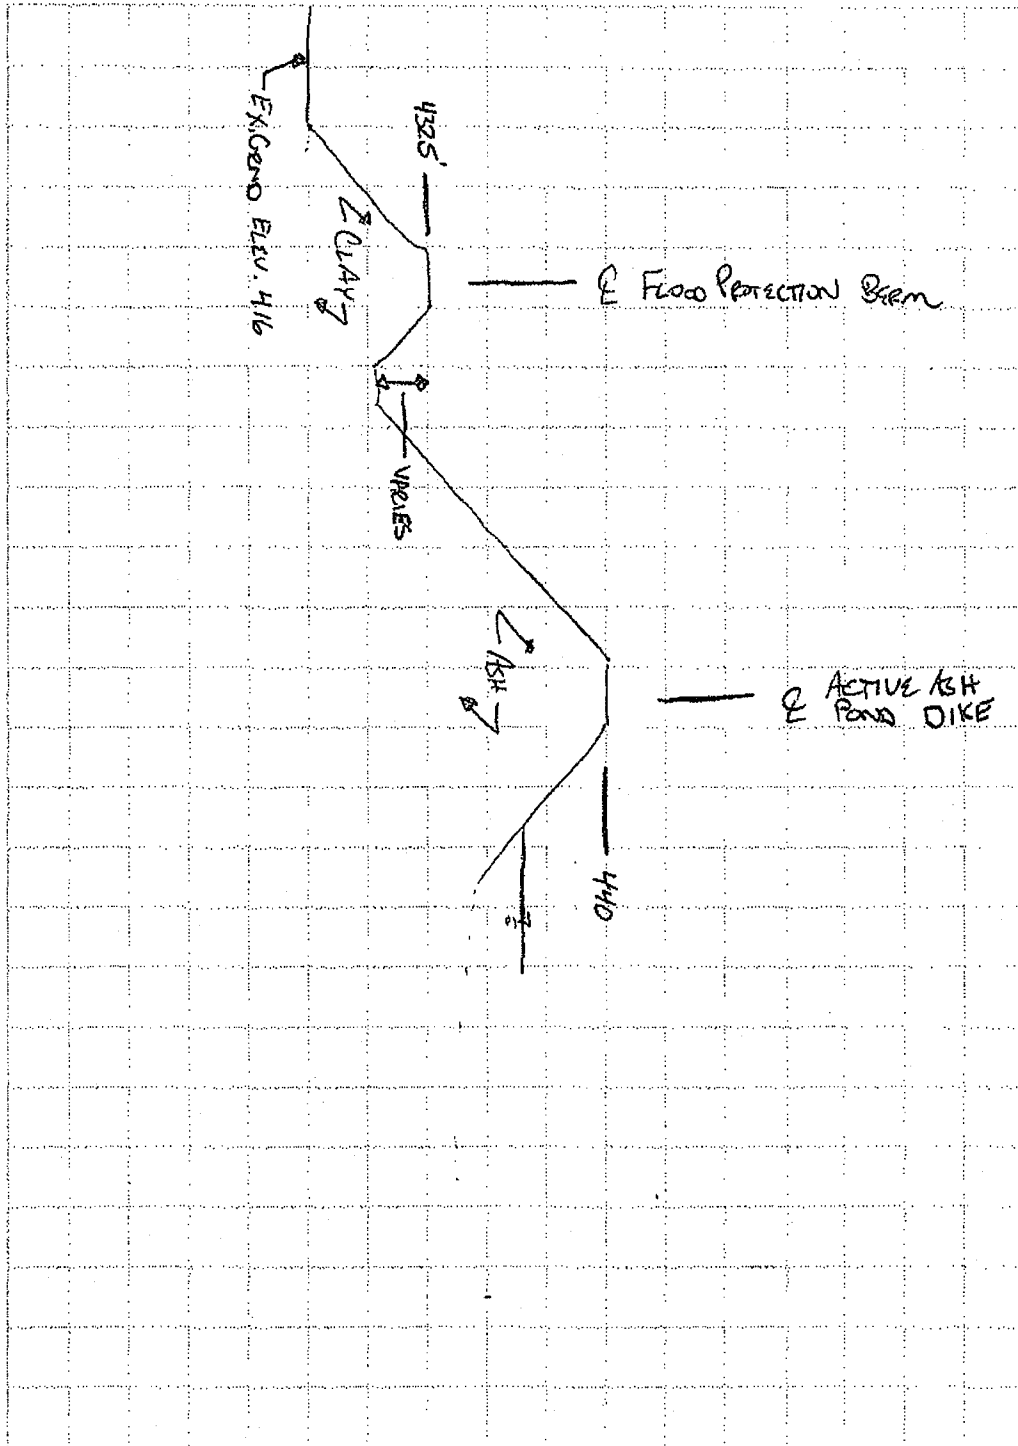 EX. GRND ELEV. 416
432.5'
CLAY
℄ FLOOD PROTECTION BERM
VARIES
ASH
℄ ACTIVE ASH
POND DIKE
440